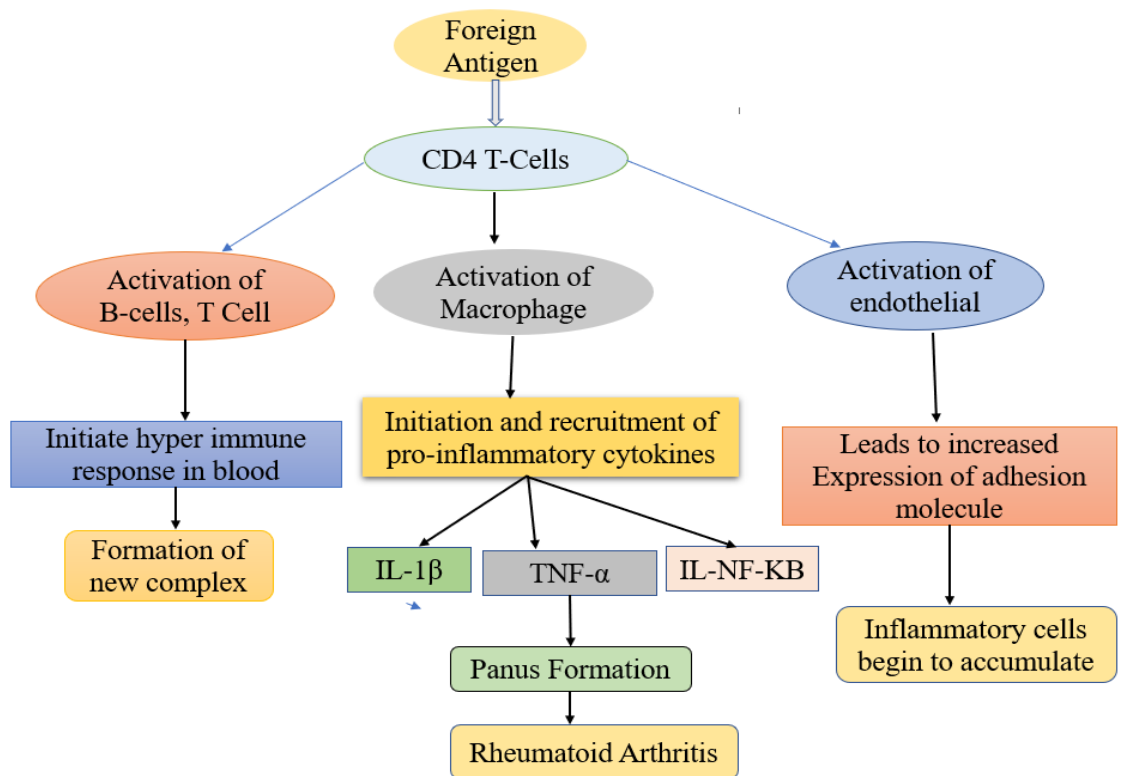 Foreign
Antigen
CD4 T-Cells
Activation of
B-cells, T Cell
Activation of
Macrophage
Activation of
endothelial
Initiate hyper immune
response in blood
Initiation and recruitment of
pro-inflammatory cytokines
Leads to increased
Expression of adhesion
molecule
Formation of
new complex
IL-1β
TNF-α
IL-NF-KB
Inflammatory cells
begin to accumulate
Panus Formation
Rheumatoid Arthritis